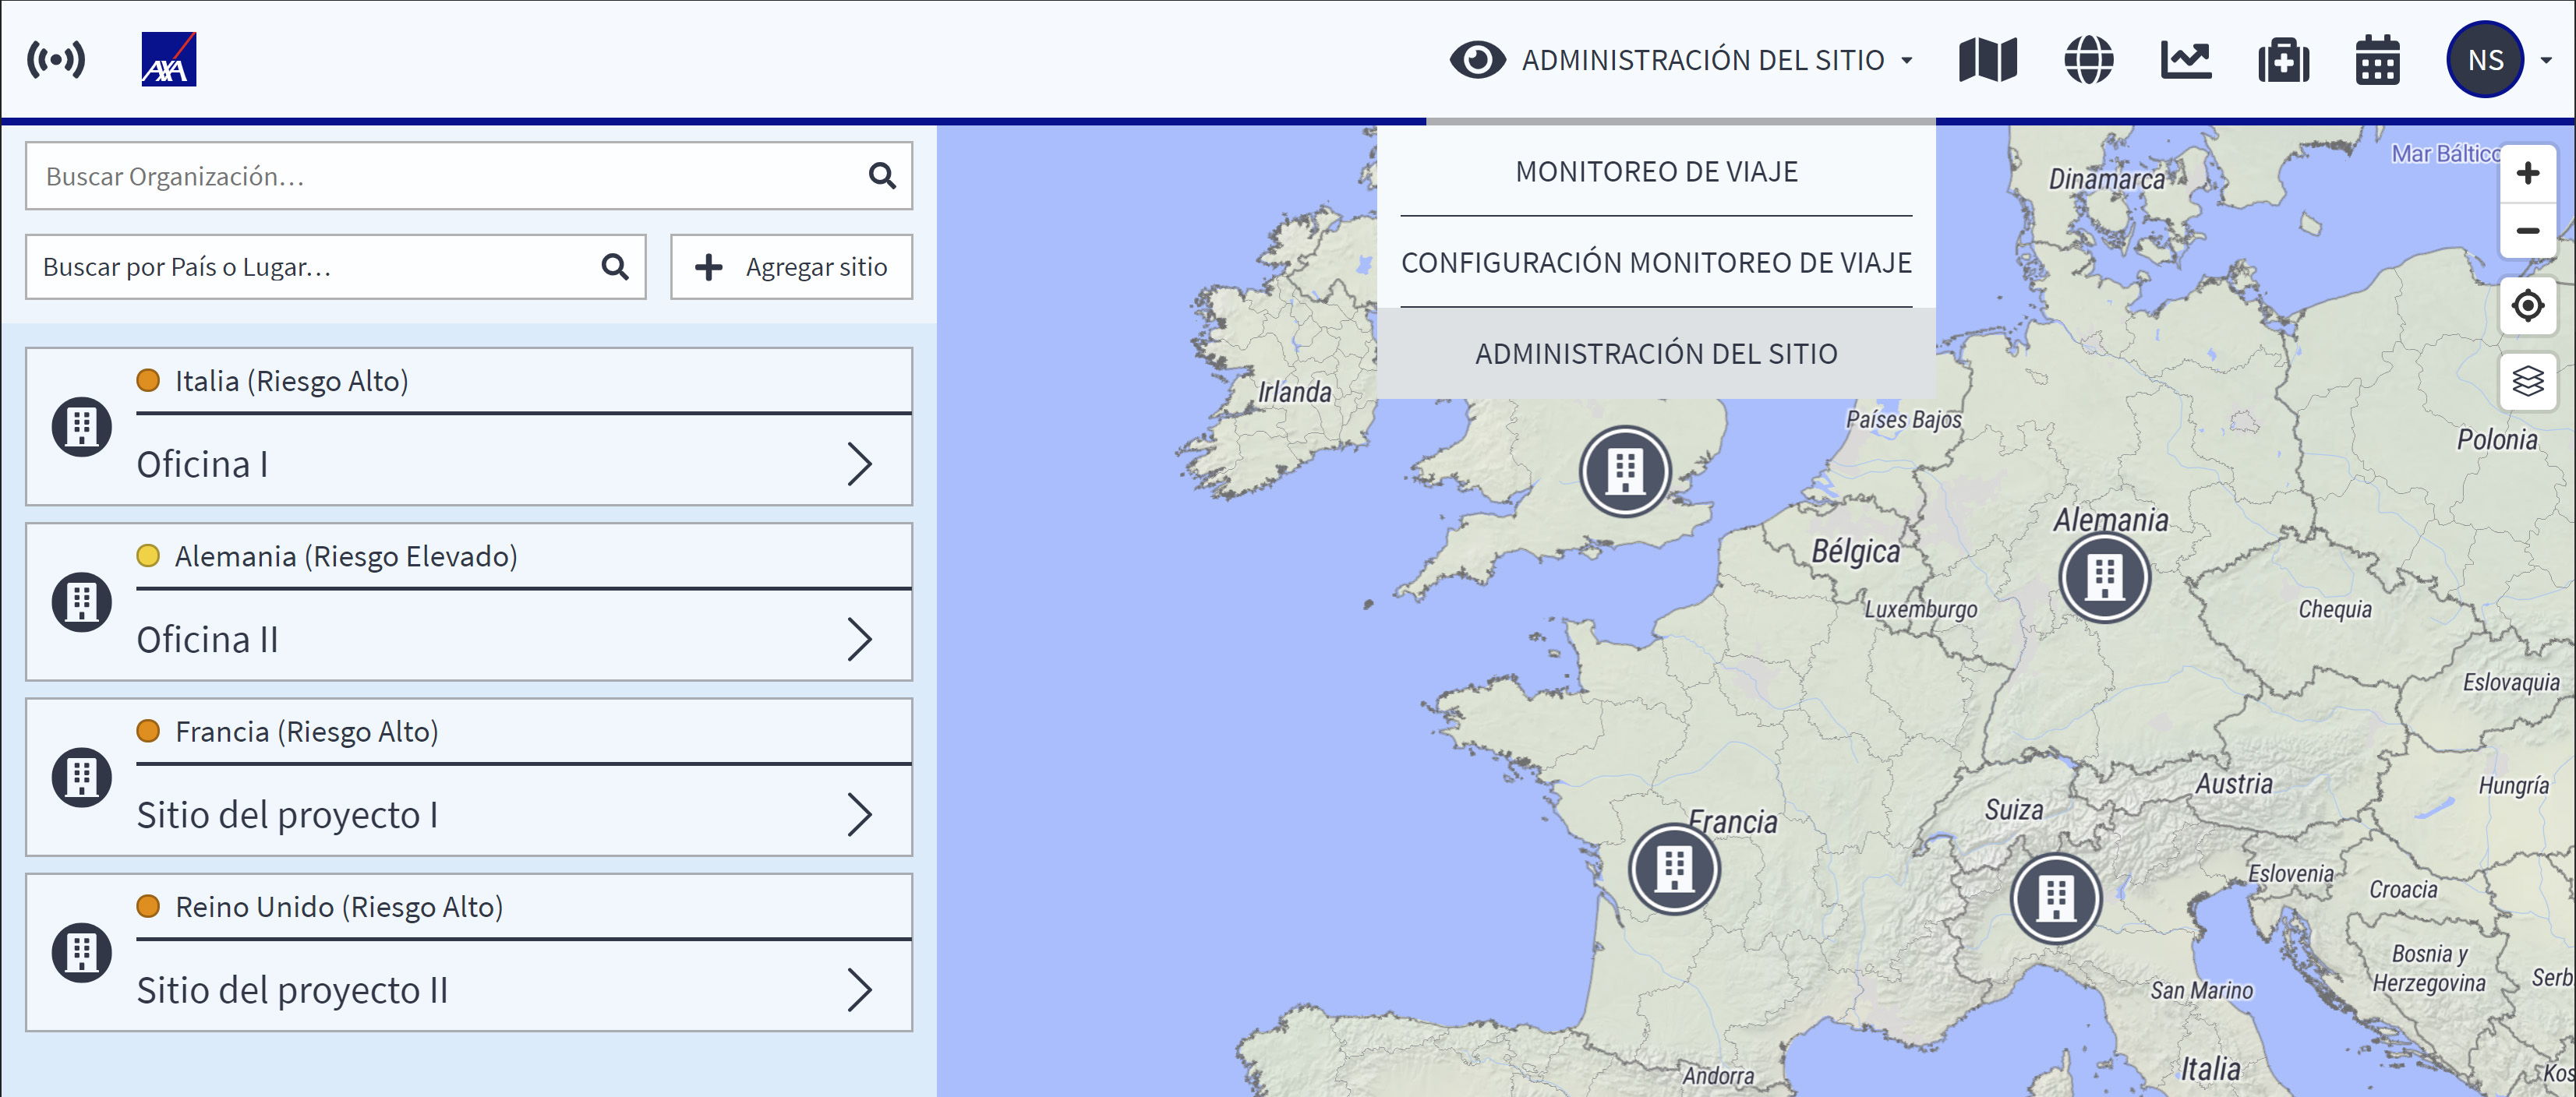 AXA
ADMINISTRACIÓN DEL SITIO
NS
MONITOREO DE VIAJE
CONFIGURACIÓN MONITOREO DE VIAJE
ADMINISTRACIÓN DEL SITIO
Buscar Organización...
Buscar por País o Lugar...
Agregar sitio
Italia (Riesgo Alto)
Oficina I
Alemania (Riesgo Elevado)
Oficina II
Francia (Riesgo Alto)
Sitio del proyecto I
Reino Unido (Riesgo Alto)
Sitio del proyecto II
Mar Báltico
Dinamarca
Irlanda
Países Bajos
Polonia
Alemania
Bélgica
Luxemburgo
Chequia
Eslovaquia
Austria
Hungría
Suiza
Francia
Eslovenia
Croacia
Bosnia y
Herzegovina
Serb
San Marino
Italia
Andorra
Kos